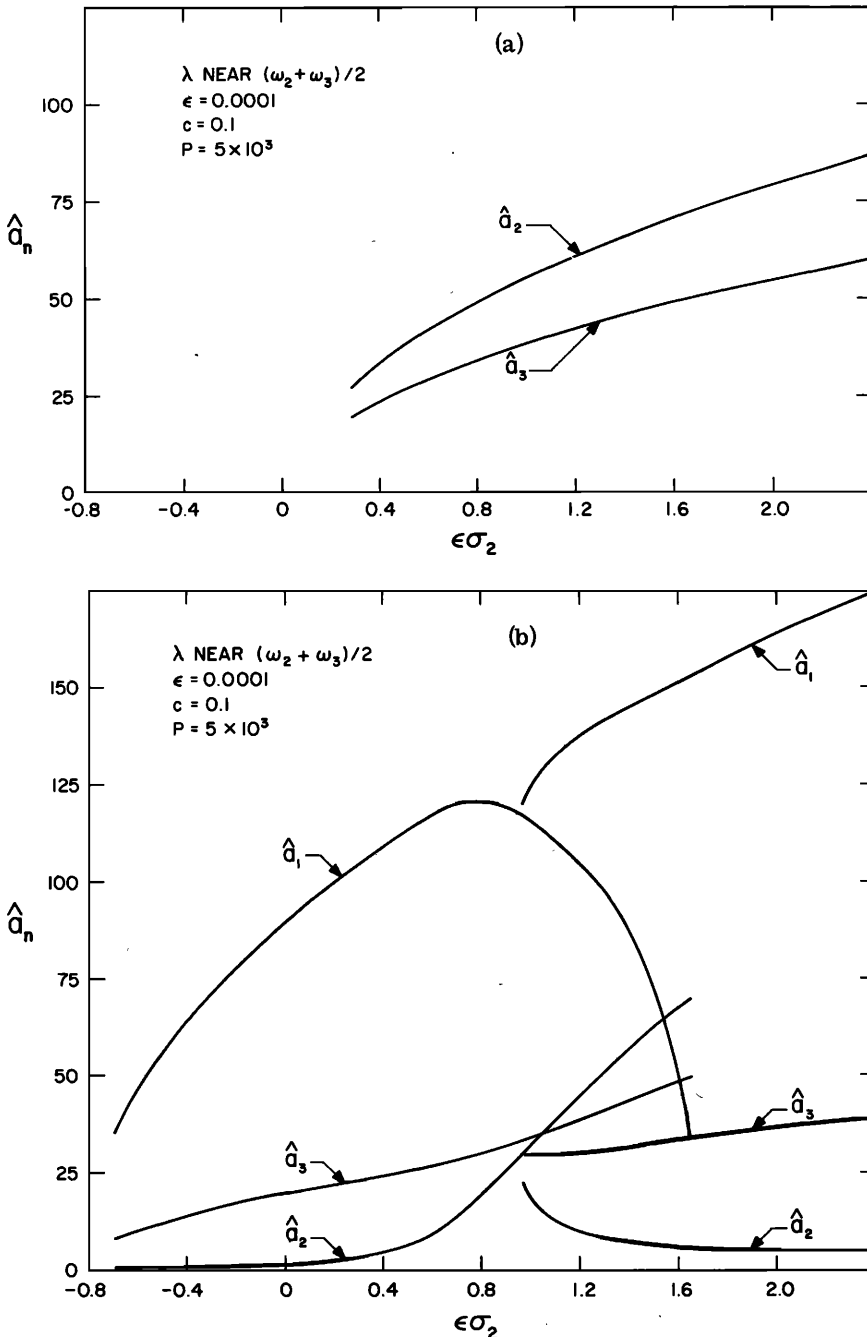 (a)
λ NEAR (ω₂ + ω₃)/2
ϵ = 0.0001
c = 0.1
P = 5 × 10³
100
75
50
25
0
â₂
â₃
âₙ
-0.8 -0.4 0 0.4 0.8 1.2 1.6 2.0
ϵσ₂
(b)
λ NEAR (ω₂ + ω₃)/2
ϵ = 0.0001
c = 0.1
P = 5 × 10³
150
125
100
75
50
25
0
â₁
â₁
âₙ
â₃
â₃
â₂
â₂
-0.8 -0.4 0 0.4 0.8 1.2 1.6 2.0
ϵσ₂